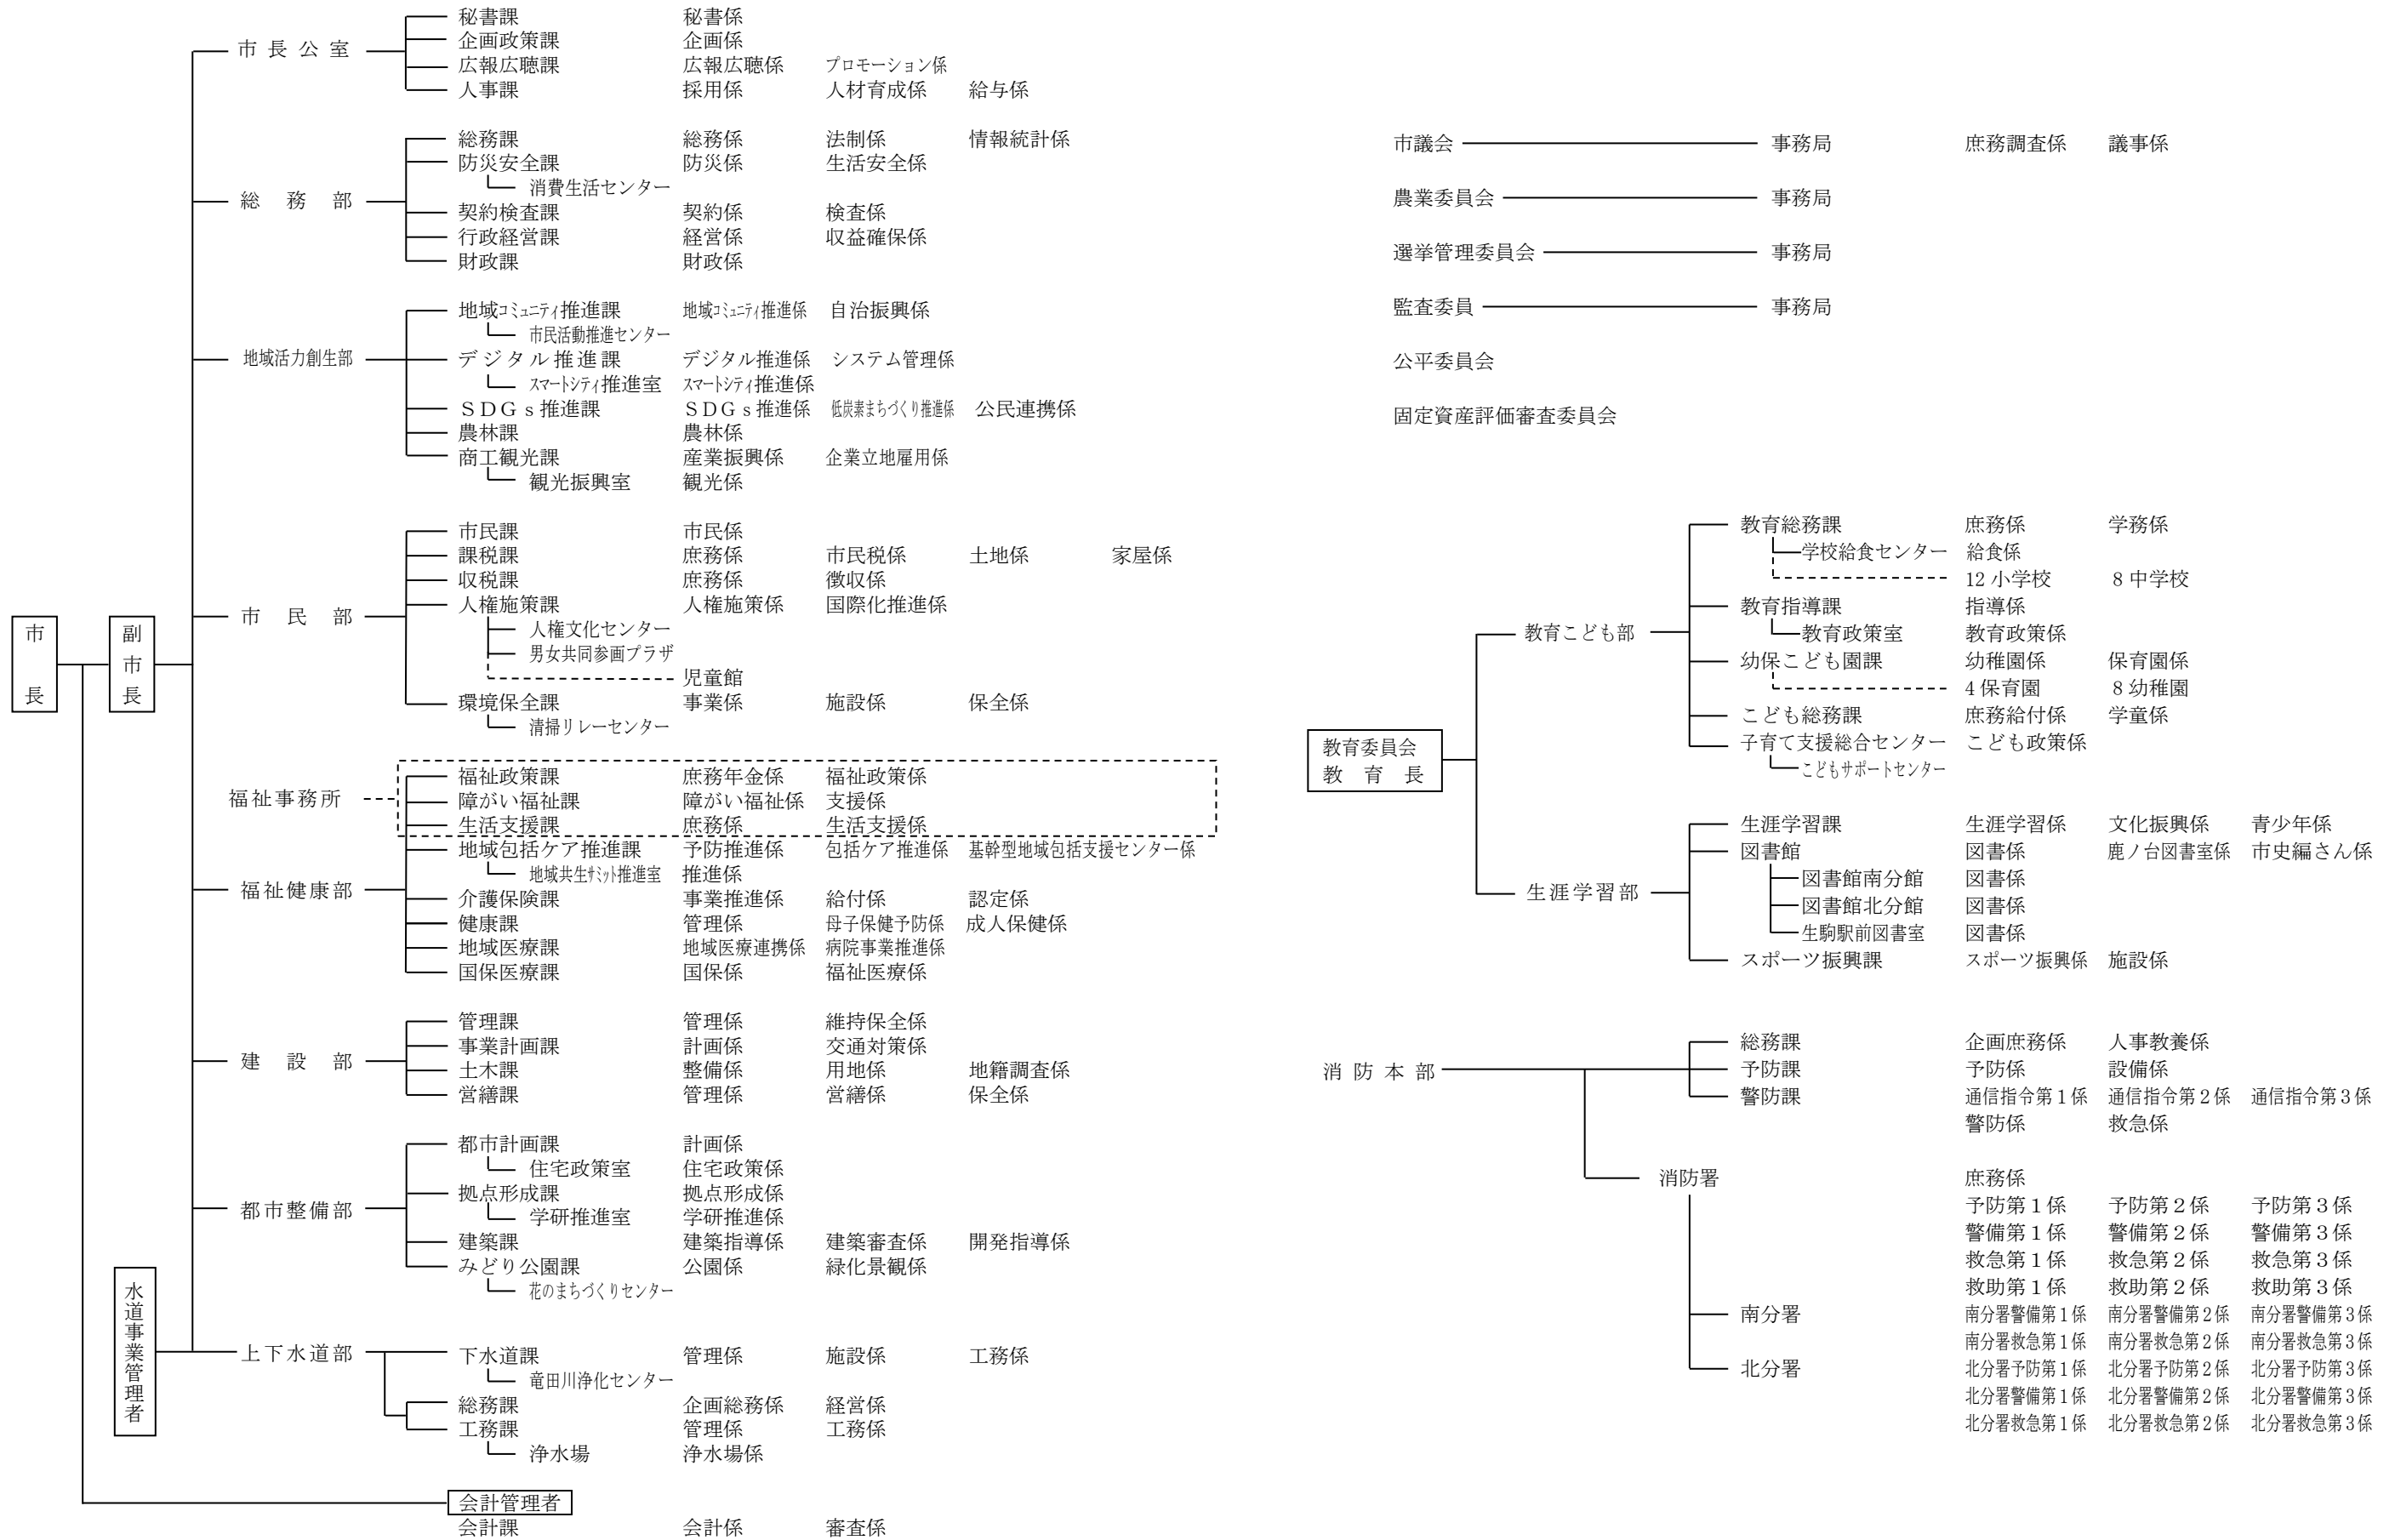 市長
副市長
水道事業管理者
市長公室
秘書課 秘書係
企画政策課 企画係
広報広聴課 広報広聴係 プロモーション係
人事課 採用係 人材育成係 給与係
総務部
総務課 総務係 法制係 情報統計係
防災安全課 防災係 生活安全係
消費生活センター
契約検査課 契約係 検査係
行政経営課 経営係 収益確保係
財政課 財政係
地域活力創生部
地域コミュニティ推進課 地域コミュニティ推進係 自治振興係
市民活動推進センター
デジタル推進課 デジタル推進係 システム管理係
スマートシティ推進室 スマートシティ推進係
ＳＤＧｓ推進課 ＳＤＧｓ推進係 低炭素まちづくり推進係 公民連携係
農林課 農林係
商工観光課 産業振興係 企業立地雇用係
観光振興室 観光係
市民部
市民課 市民係
課税課 庶務係 市民税係 土地係 家屋係
収税課 庶務係 徴収係
人権施策課 人権施策係 国際化推進係
人権文化センター
男女共同参画プラザ
児童館
環境保全課 事業係 施設係 保全係
清掃リレーセンター
福祉事務所
福祉政策課 庶務年金係 福祉政策係
障がい福祉課 障がい福祉係 支援係
生活支援課 庶務係 生活支援係
福祉健康部
地域包括ケア推進課 予防推進係 包括ケア推進係 基幹型地域包括支援センター係
地域共生サミット推進室 推進係
介護保険課 事業推進係 給付係 認定係
健康課 管理係 母子保健予防係 成人保健係
地域医療課 地域医療連携係 病院事業推進係
国保医療課 国保係 福祉医療係
建設部
管理課 管理係 維持保全係
事業計画課 計画係 交通対策係
土木課 整備係 用地係 地籍調査係
営繕課 管理係 営繕係 保全係
都市整備部
都市計画課 計画係
住宅政策室 住宅政策係
拠点形成課 拠点形成係
学研推進室 学研推進係
建築課 建築指導係 建築審査係 開発指導係
みどり公園課 公園係 緑化景観係
花のまちづくりセンター
上下水道部
下水道課 管理係 施設係 工務係
竜田川浄化センター
総務課 企画総務係 経営係
工務課 管理係 工務係
浄水場 浄水場係
会計管理者
会計課 会計係 審査係
市議会 事務局 庶務調査係 議事係
農業委員会 事務局
選挙管理委員会 事務局
監査委員 事務局
公平委員会
固定資産評価審査委員会
教育委員会
教育長
教育こども部
教育総務課 庶務係 学務係
学校給食センター 給食係
12小学校 8中学校
教育指導課 指導係
教育政策室 教育政策係
幼保こども園課 幼稚園係 保育園係
4保育園 8幼稚園
こども総務課 庶務給付係 学童係
子育て支援総合センター こども政策係
こどもサポートセンター
生涯学習部
生涯学習課 生涯学習係 文化振興係 青少年係
図書館 図書係 鹿ノ台図書室係 市史編さん係
図書館南分館 図書係
図書館北分館 図書係
生駒駅前図書室 図書係
スポーツ振興課 スポーツ振興係 施設係
消防本部
総務課 企画庶務係 人事教養係
予防課 予防係 設備係
警防課 通信指令第1係 通信指令第2係 通信指令第3係
警防係 救急係
消防署 庶務係
予防第1係 予防第2係 予防第3係
警備第1係 警備第2係 警備第3係
救急第1係 救急第2係 救急第3係
救助第1係 救助第2係 救助第3係
南分署 南分署警備第1係 南分署警備第2係 南分署警備第3係
南分署救急第1係 南分署救急第2係 南分署救急第3係
北分署 北分署予防第1係 北分署予防第2係 北分署予防第3係
北分署警備第1係 北分署警備第2係 北分署警備第3係
北分署救急第1係 北分署救急第2係 北分署救急第3係